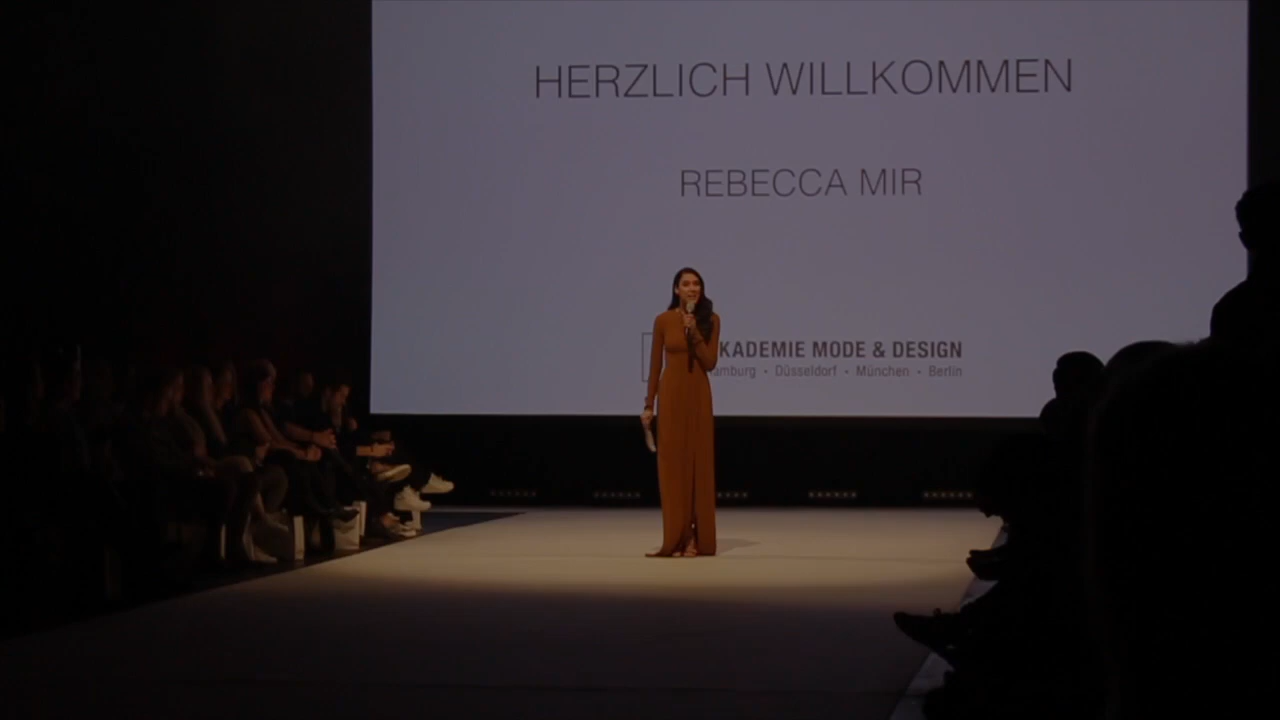 HERZLICH WILLKOMMEN
REBECCA MIR
KADEMIE MODE & DESIGN
amburg • Düsseldorf • München • Berlin